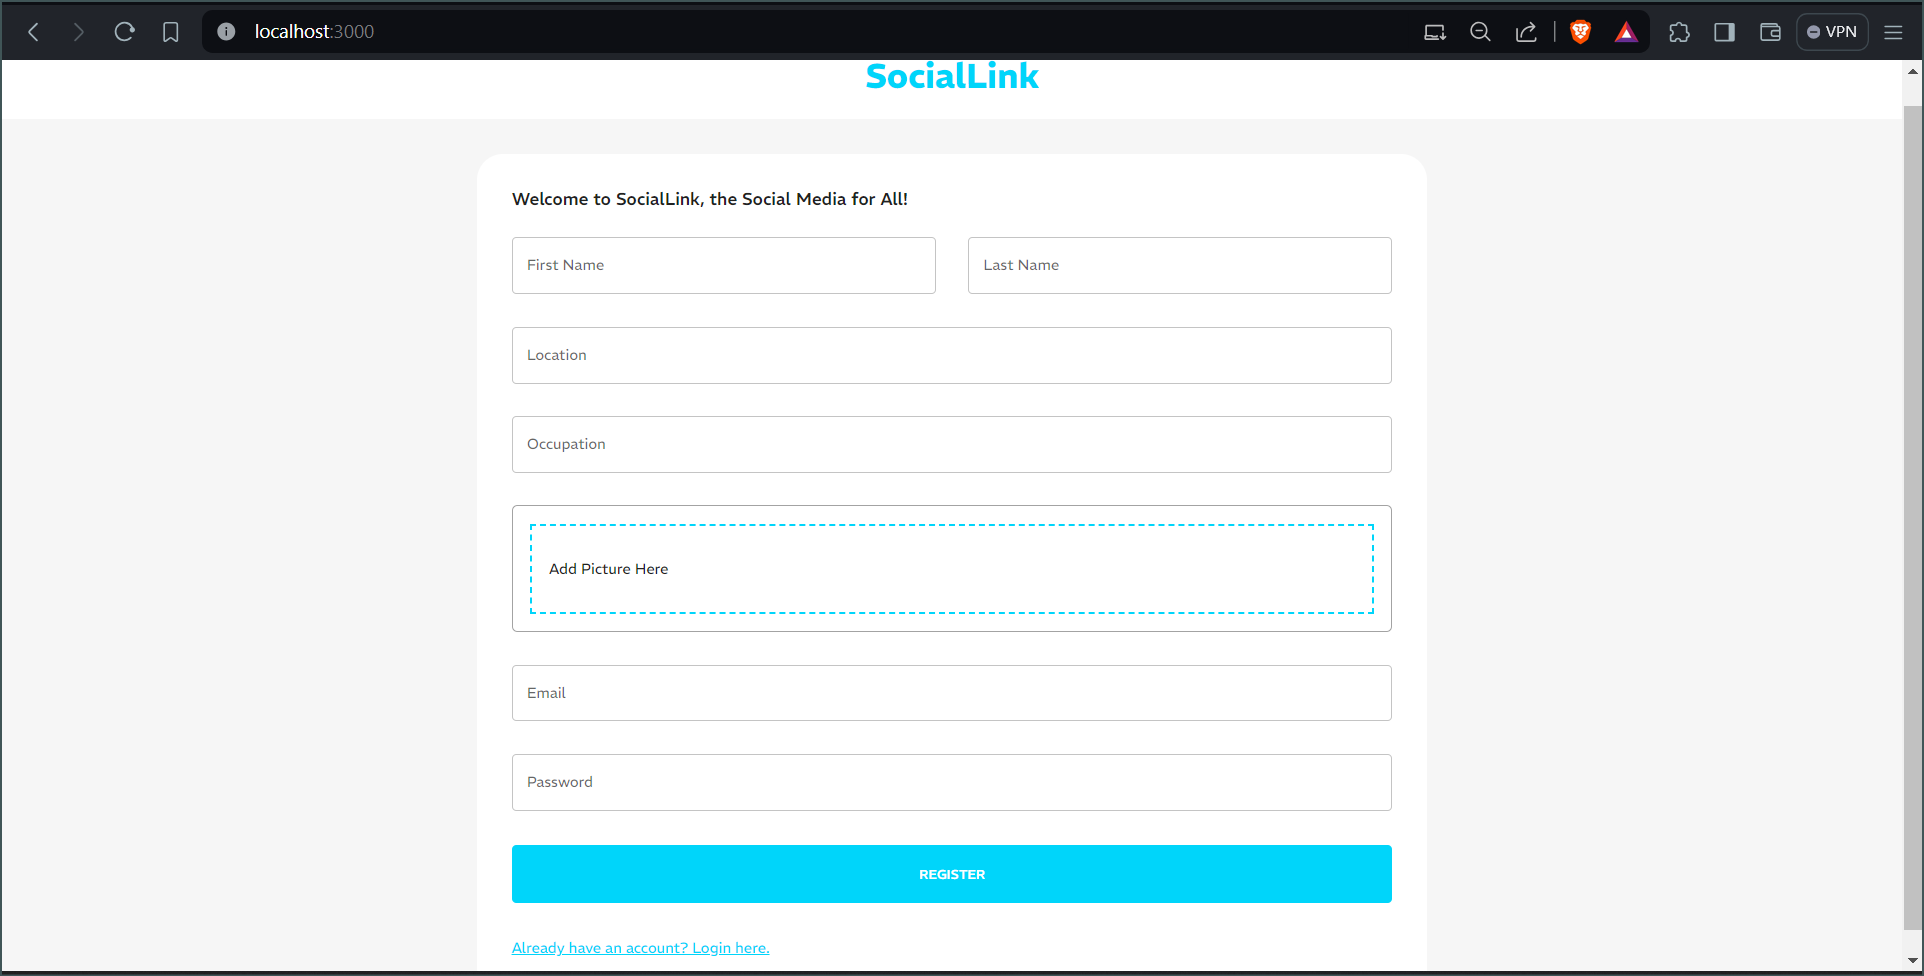 localhost:3000
VPN
SocialLink
Welcome to SocialLink, the Social Media for All!
First Name
Last Name
Location
Occupation
Add Picture Here
Email
Password
REGISTER
Already have an account? Login here.